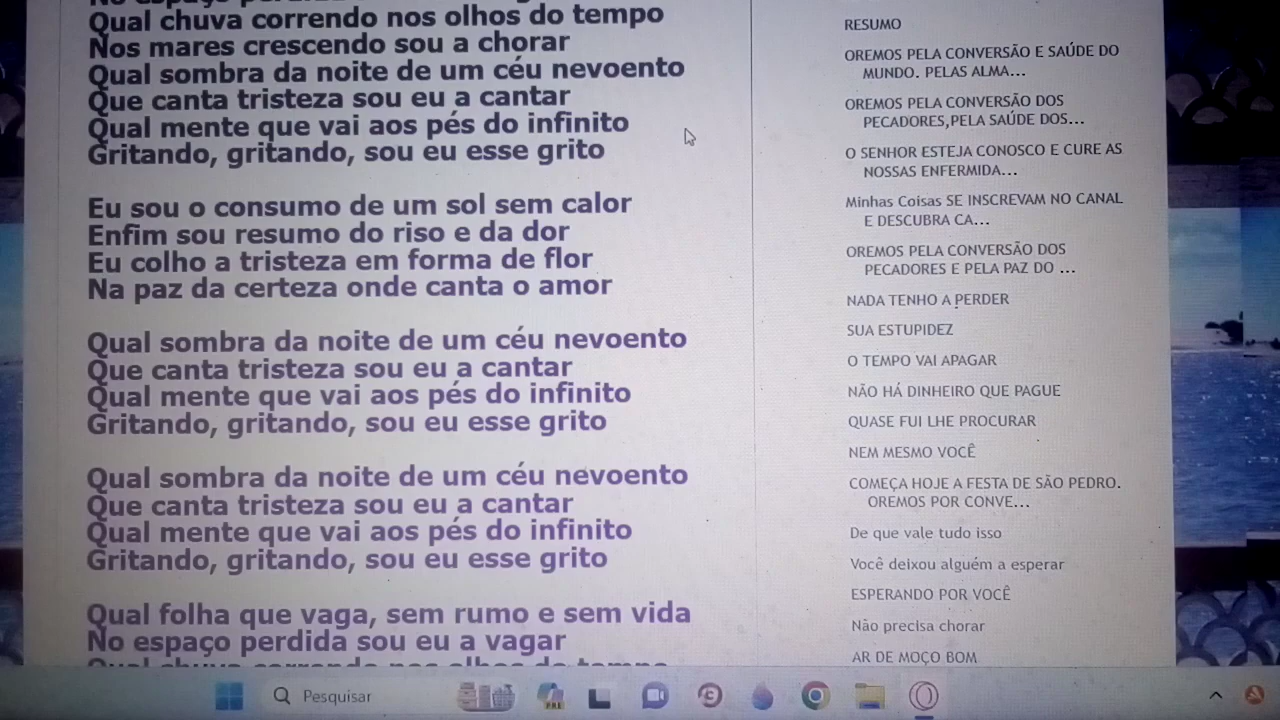 Qual chuva correndo nos olhos do tempo
Nos mares crescendo sou a chorar
Qual sombra da noite de um céu nevoento
Que canta tristeza sou eu a cantar
Qual mente que vai aos pés do infinito
Gritando, gritando, sou eu esse grito
Eu sou o consumo de um sol sem calor
Enfim sou resumo do riso e da dor
Eu colho a tristeza em forma de flor
Na paz da certeza onde canta o amor
Qual sombra da noite de um céu nevoento
Que canta tristeza sou eu a cantar
Qual mente que vai aos pés do infinito
Gritando, gritando, sou eu esse grito
Qual sombra da noite de um céu nevoento
Que canta tristeza sou eu a cantar
Qual mente que vai aos pés do infinito
Gritando, gritando, sou eu esse grito
Qual folha que vaga, sem rumo e sem vida
No espaço perdida sou eu a vagar
Qual chuva correndo nos olhos do tempo
RESUMO
OREMOS PELA CONVERSÃO E SAÚDE DO
MUNDO. PELAS ALMA...
OREMOS PELA CONVERSÃO DOS
PECADORES,PELA SAÚDE DOS...
O SENHOR ESTEJA CONOSCO E CURE AS
NOSSAS ENFERMIDA...
Minhas Coisas SE INSCREVAM NO CANAL
E DESCUBRA CA...
OREMOS PELA CONVERSÃO DOS
PECADORES E PELA PAZ DO ...
NADA TENHO A PERDER
SUA ESTUPIDEZ
O TEMPO VAI APAGAR
NÃO HÁ DINHEIRO QUE PAGUE
QUASE FUI LHE PROCURAR
NEM MESMO VOCÊ
COMEÇA HOJE A FESTA DE SÃO PEDRO.
OREMOS POR CONVE...
De que vale tudo isso
Você deixou alguém a esperar
ESPERANDO POR VOCÊ
Não precisa chorar
AR DE MOÇO BOM
Pesquisar
PRE